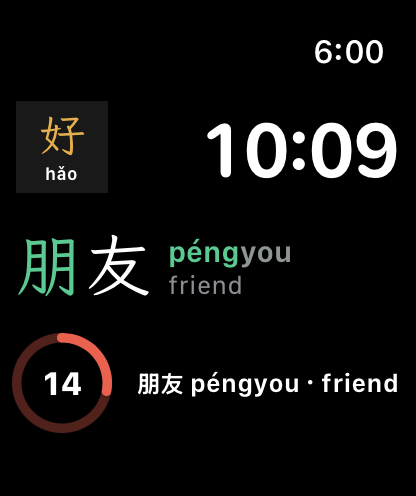 6:00
好
hǎo
10:09
朋友
péngyou
friend
14
朋友 péngyou · friend